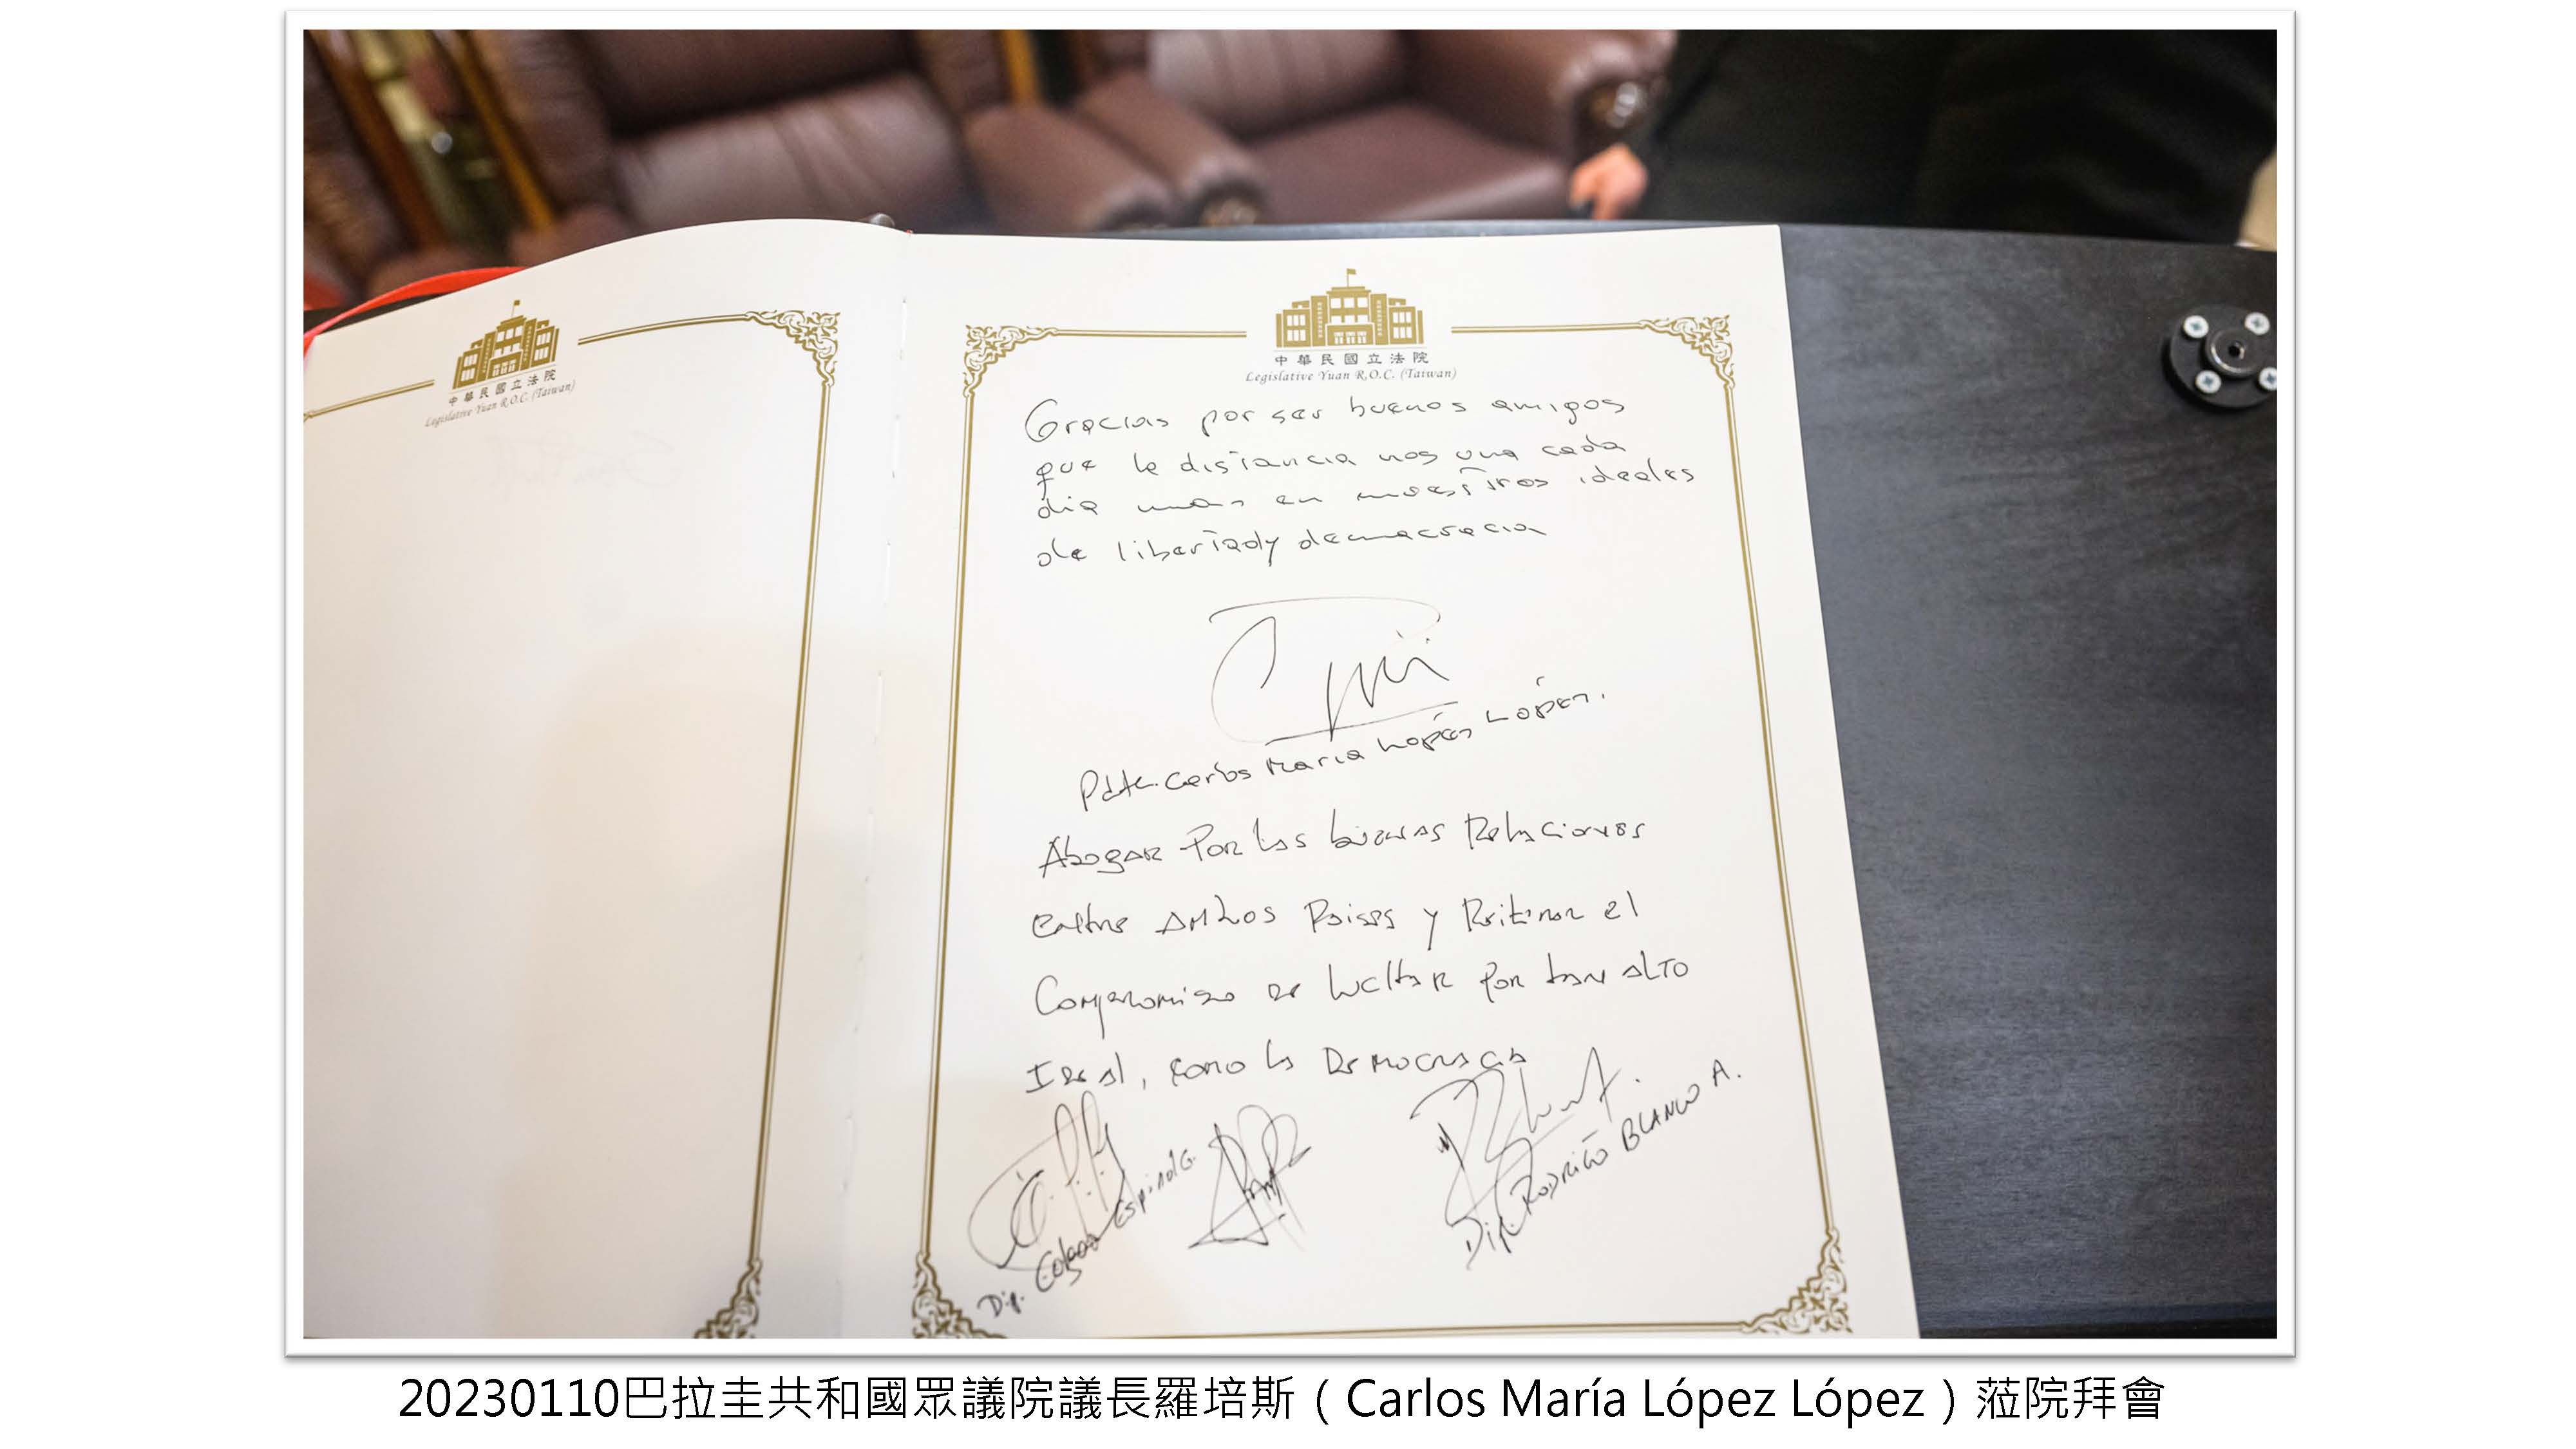 中華民國立法院
Legislative Yuan R.O.C. (Taiwan)
中華民國立法院
Legislative Yuan R.O.C. (Taiwan)
Gracias por ser buenos amigos
que la distancia nos una cada
dia mas en nuestros ideales
de libertad y democracia
Pdte. Carlos Maria López López.
Abogar por las buenas Relaciones
entre ambos Paises y Reiterar el
Compromiso de luchar por tan alto
Ideal, como la Democracia
Dip. Edgar Espinola G.
Dip. Rodrigo BLANCO A.
20230110巴拉圭共和國眾議院議長羅培斯（Carlos María López López）蒞院拜會